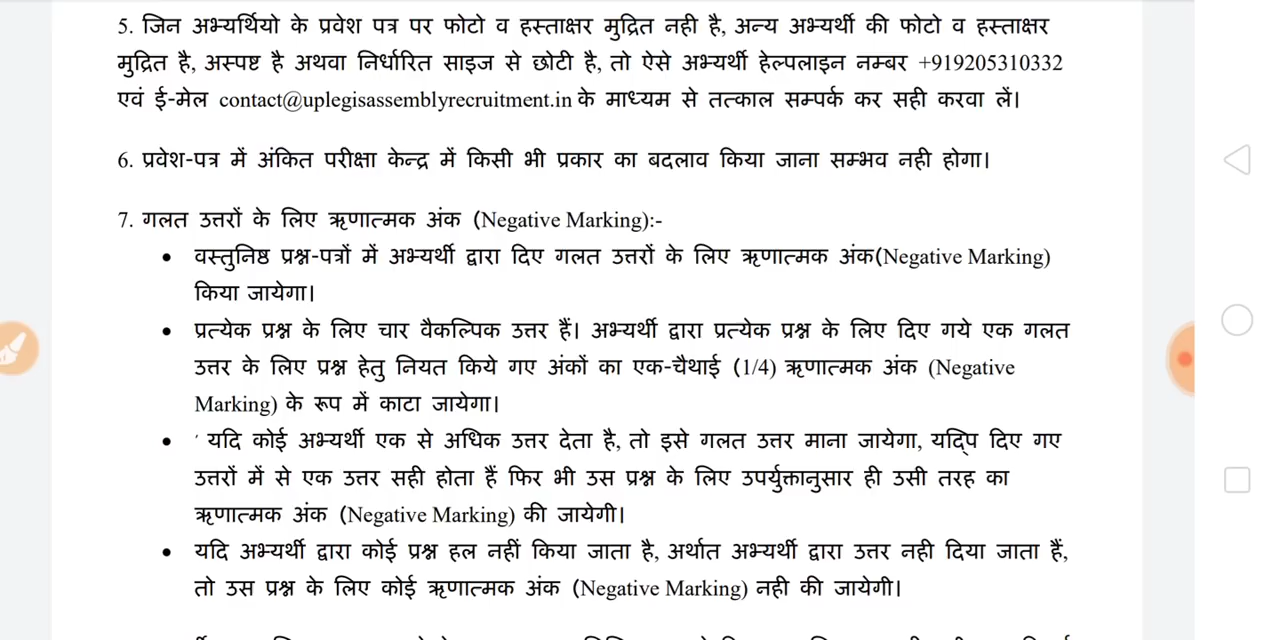 5. जिन अभ्यर्थियो के प्रवेश पत्र पर फोटो व हस्ताक्षर मुद्रित नही है, अन्य अभ्यर्थी की फोटो व हस्ताक्षर
मुद्रित है, अस्पष्ट है अथवा निर्धारित साइज से छोटी है, तो ऐसे अभ्यर्थी हेल्पलाइन नम्बर +919205310332
एवं ई-मेल contact@uplegisassemblyrecruitment.in के माध्यम से तत्काल सम्पर्क कर सही करवा लें।
6. प्रवेश-पत्र में अंकित परीक्षा केन्द्र में किसी भी प्रकार का बदलाव किया जाना सम्भव नही होगा।
7. गलत उत्तरों के लिए ऋणात्मक अंक (Negative Marking):-
• वस्तुनिष्ठ प्रश्न-पत्रों में अभ्यर्थी द्वारा दिए गलत उत्तरों के लिए ऋणात्मक अंक(Negative Marking)
किया जायेगा।
• प्रत्येक प्रश्न के लिए चार वैकल्पिक उत्तर हैं। अभ्यर्थी द्वारा प्रत्येक प्रश्न के लिए दिए गये एक गलत
उत्तर के लिए प्रश्न हेतु नियत किये गए अंकों का एक-चैथाई (1/4) ऋणात्मक अंक (Negative
Marking) के रूप में काटा जायेगा।
• ' यदि कोई अभ्यर्थी एक से अधिक उत्तर देता है, तो इसे गलत उत्तर माना जायेगा, यदि्प दिए गए
उत्तरों में से एक उत्तर सही होता हैं फिर भी उस प्रश्न के लिए उपर्युक्तानुसार ही उसी तरह का
ऋणात्मक अंक (Negative Marking) की जायेगी।
• यदि अभ्यर्थी द्वारा कोई प्रश्न हल नहीं किया जाता है, अर्थात अभ्यर्थी द्वारा उत्तर नही दिया जाता हैं,
तो उस प्रश्न के लिए कोई ऋणात्मक अंक (Negative Marking) नही की जायेगी।